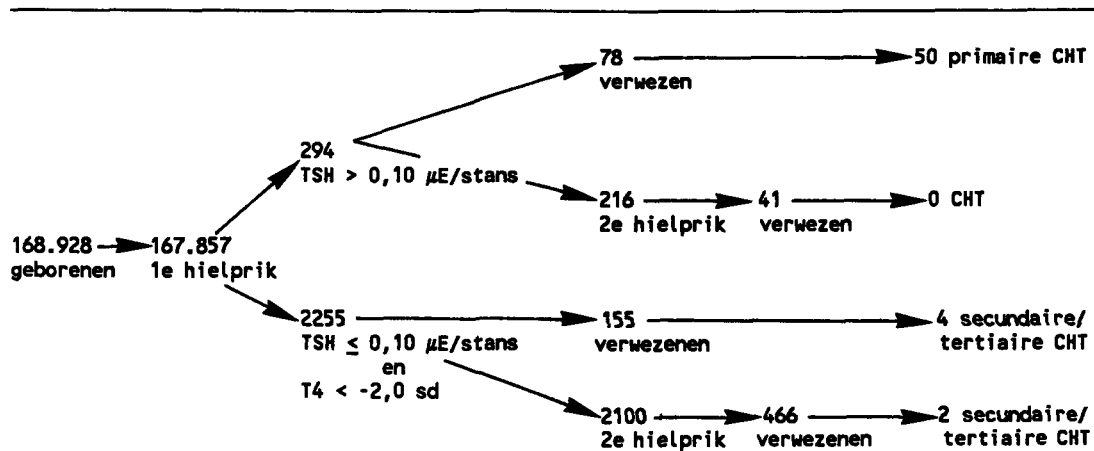 78
verwezen
50 primaire CHT
294
TSH > 0,10 µE/stans
216
2e hielprik
41
verwezen
0 CHT
168.928
geborenen
167.857
1e hielprik
2255
TSH ≤ 0,10 µE/stans
en
T4 < -2,0 sd
155
verwezenen
4 secundaire/
tertiaire CHT
2100
2e hielprik
466
verwezenen
2 secundaire/
tertiaire CHT